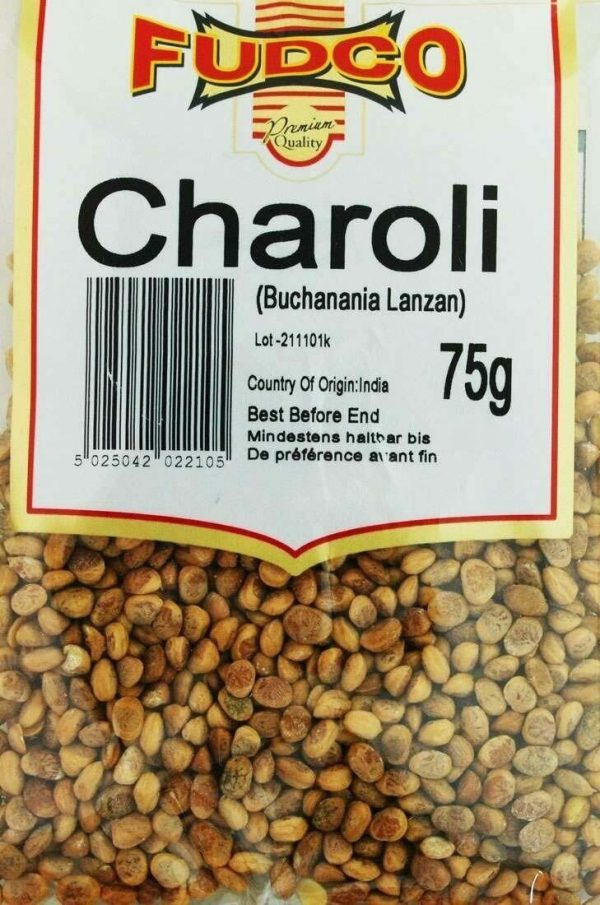 FUDCO
Premium
Quality
Charoli
(Buchanania Lanzan)
Lot -211101k
75g
Country Of Origin:India
Best Before End
Mindestens haltbar bis
De préférence avant fin
5 025042 022105